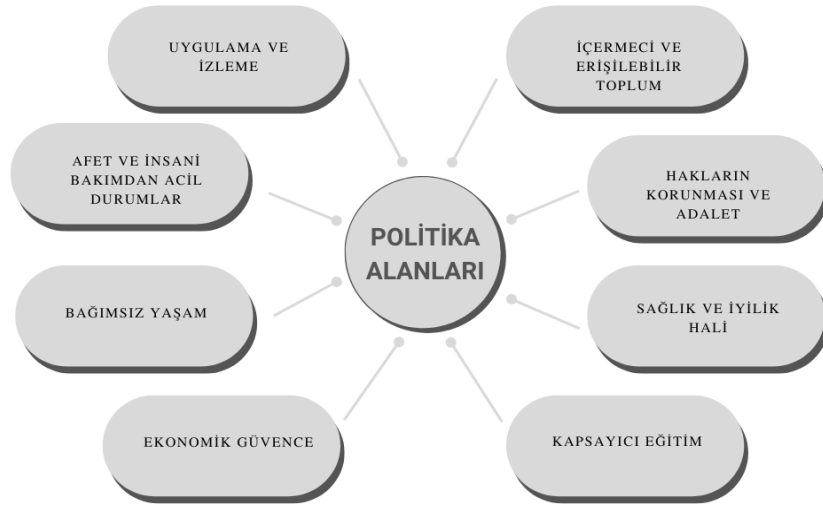 UYGULAMA VE
İZLEME
İÇERMECİ VE
ERİŞİLEBİLİR
TOPLUM
AFET VE İNSANİ
BAKIMDAN ACİL
DURUMLAR
HAKLARIN
KORUNMASI VE
ADALET
POLİTİKA
ALANLARI
BAĞIMSIZ YAŞAM
SAĞLIK VE İYİLİK
HALİ
EKONOMİK GÜVENCE
KAPSAYICI EĞİTİM